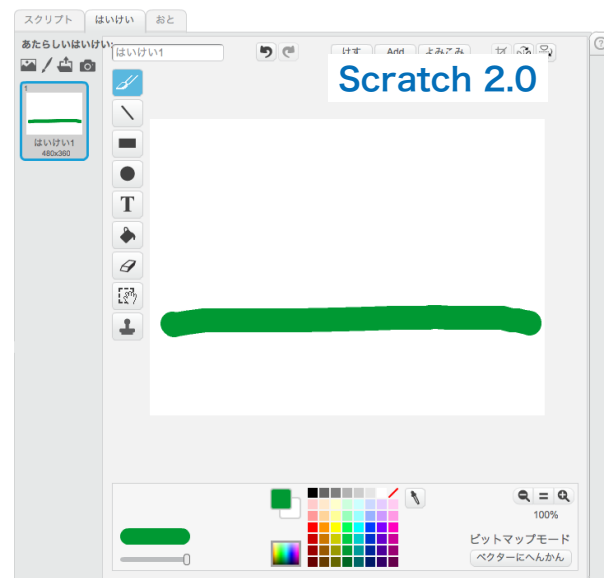 スクリプト はいけい おと
あたらしいはいけい:
はいけい1
けす Add よみこみ
Scratch 2.0
1
はいけい1
480x360
T
100%
ビットマップモード
ベクターにへんかん